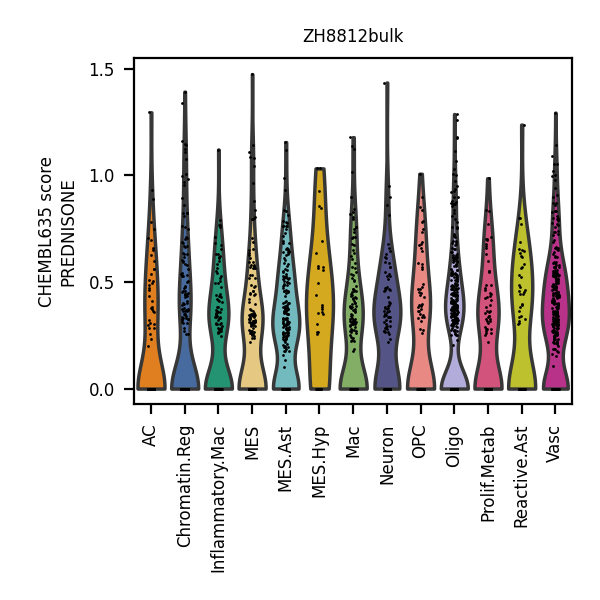 ZH8812bulk
CHEMBL635 score
PREDNISONE
1.5
1.0
0.5
0.0
AC
Chromatin.Reg
Inflammatory.Mac
MES
MES.Ast
MES.Hyp
Mac
Neuron
OPC
Oligo
Prolif.Metab
Reactive.Ast
Vasc